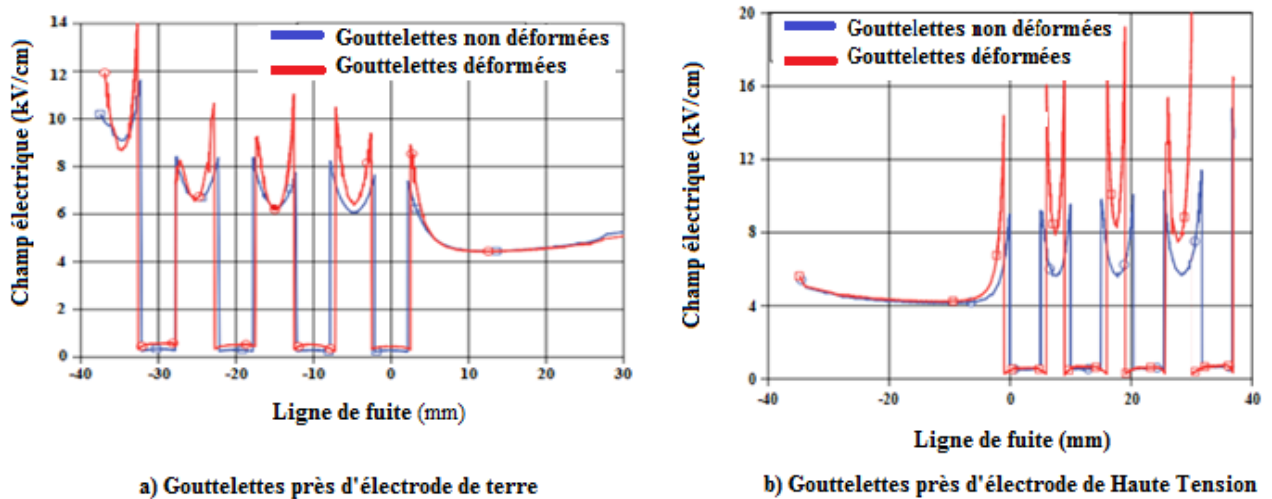 14
12
10
8
6
4
2
0
-40
-30
-20
-10
0
10
20
30
Champ électrique (kV/cm)
Gouttelettes non déformées
Gouttelettes déformées
Ligne de fuite (mm)
a) Gouttelettes près d'électrode de terre
20
16
12
8
4
0
-40
-20
0
20
40
Champ électrique (kV/cm)
Gouttelettes non déformées
Gouttelettes déformées
Ligne de fuite (mm)
b) Gouttelettes près d'électrode de Haute Tension